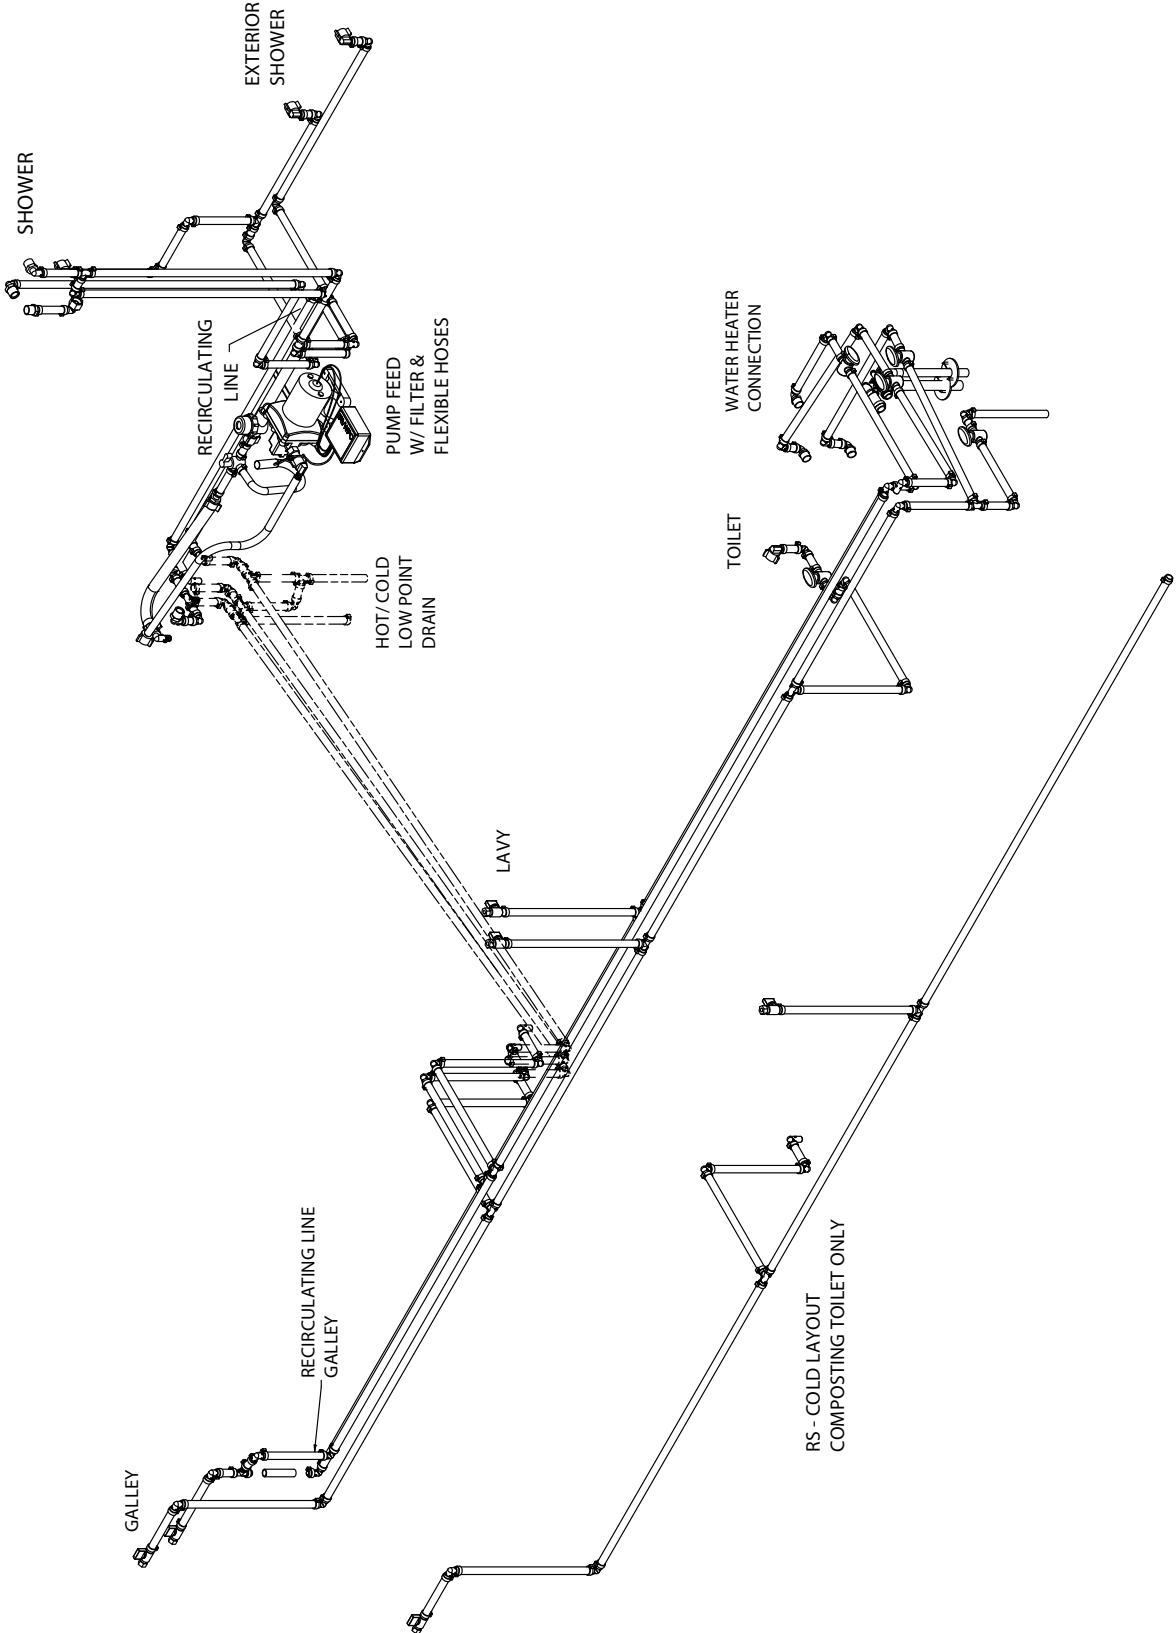 EXTERIOR
SHOWER
SHOWER
RECIRCULATING
LINE
PUMP FEED
W/ FILTER &
FLEXIBLE HOSES
WATER HEATER
CONNECTION
HOT/ COLD
LOW POINT
DRAIN
TOILET
LAVY
RECIRCULATING LINE
GALLEY
GALLEY
RS - COLD LAYOUT
COMPOSTING TOILET ONLY